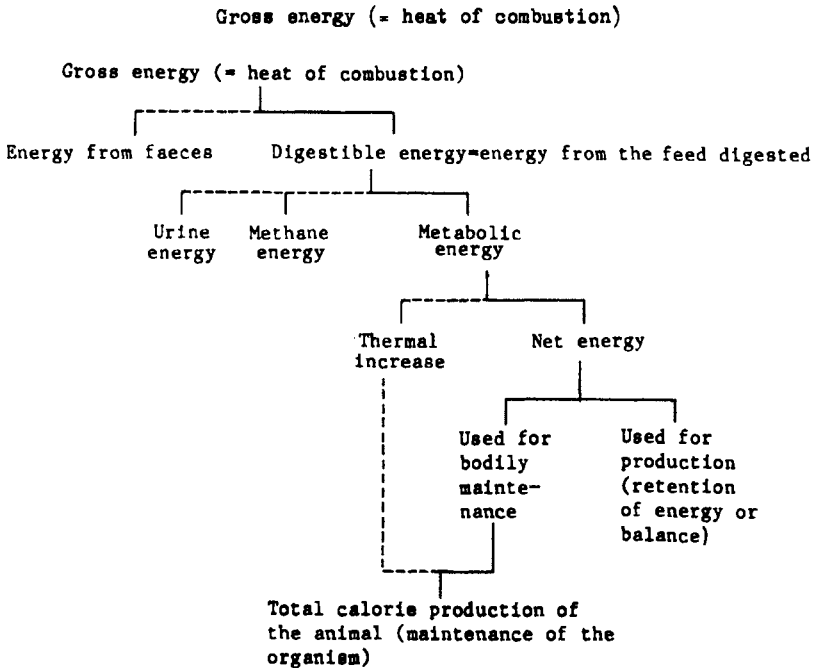 Gross energy (= heat of combustion)
Gross energy (= heat of combustion)
Energy from faeces
Digestible energy=energy from the feed digested
Urine
energy
Methane
energy
Metabolic
energy
Thermal
increase
Net energy
Used for
bodily
mainte-
nance
Used for
production
(retention
of energy or
balance)
Total calorie production of
the animal (maintenance of the
organism)